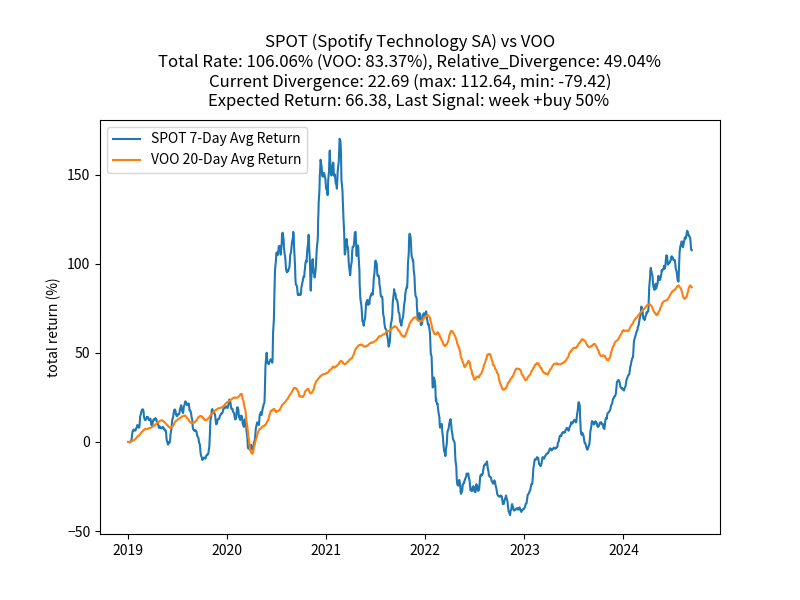 SPOT (Spotify Technology SA) vs VOO
Total Rate: 106.06% (VOO: 83.37%), Relative_Divergence: 49.04%
Current Divergence: 22.69 (max: 112.64, min: -79.42)
Expected Return: 66.38, Last Signal: week +buy 50%
SPOT 7-Day Avg Return
VOO 20-Day Avg Return
total return (%)
150
100
50
0
−50
2019
2020
2021
2022
2023
2024